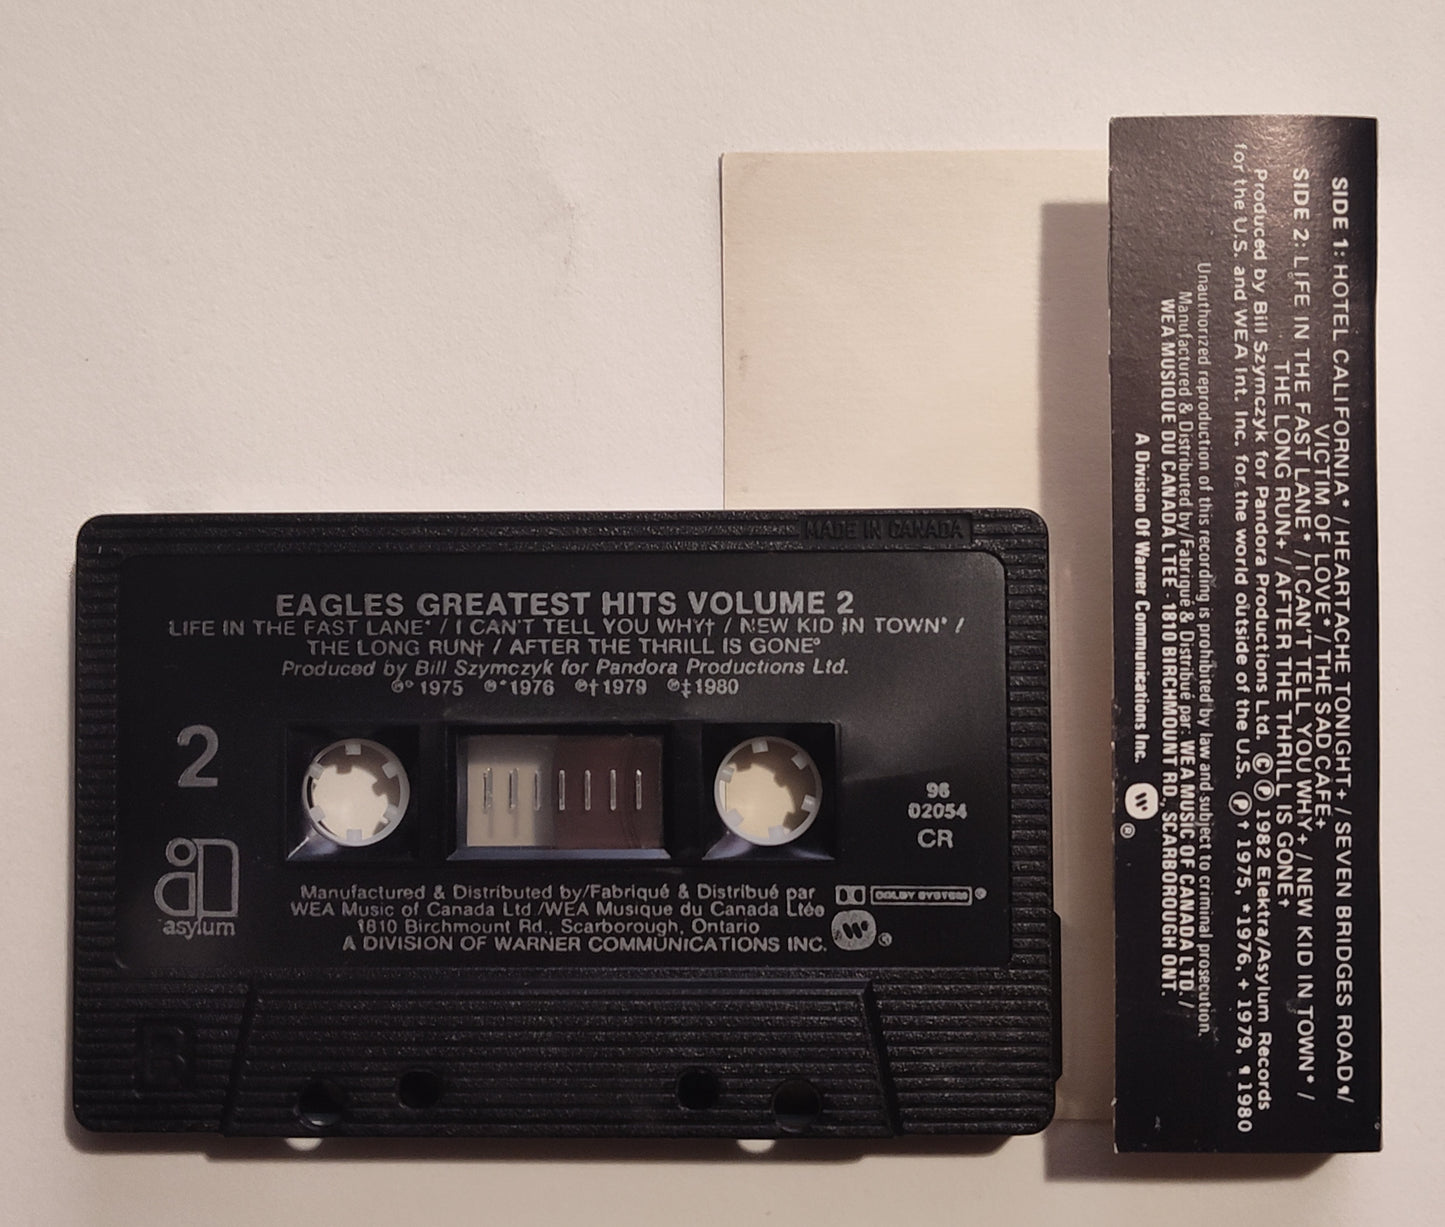 MADE IN CANADA
EAGLES GREATEST HITS VOLUME 2
LIFE IN THE FAST LANE* / I CAN'T TELL YOU WHY† / NEW KID IN TOWN* /
THE LONG RUN† / AFTER THE THRILL IS GONE°
Produced by Bill Szymczyk for Pandora Productions Ltd.
℗° 1975 ℗* 1976 ℗† 1979 ℗‡ 1980
2
asylum
96
02054
CR
Manufactured & Distributed by/Fabriqué & Distribué par
WEA Music of Canada Ltd /WEA Musique du Canada Ltée
1810 Birchmount Rd., Scarborough, Ontario
A DIVISION OF WARNER COMMUNICATIONS INC.
DOLBY SYSTEM®
B
SIDE 1: HOTEL CALIFORNIA* / HEARTACHE TONIGHT+ / SEVEN BRIDGES ROAD¶/
VICTIM OF LOVE* / THE SAD CAFE+
SIDE 2: LIFE IN THE FAST LANE* / I CAN'T TELL YOU WHY+ / NEW KID IN TOWN* /
THE LONG RUN+ / AFTER THE THRILL IS GONE†
Produced by Bill Szymczyk for Pandora Productions Ltd. © ℗ 1982 Elektra/Asylum Records
for the U.S. and WEA Int. Inc. for the world outside of the U.S. ℗ † 1975, *1976, + 1979, ¶ 1980
Unauthorized reproduction of this recording is prohibited by law and subject to criminal prosecution.
Manufactured & Distributed by/Fabriqué & Distribué par: WEA MUSIC OF CANADA LTD. /
WEA MUSIQUE DU CANADA LTEE · 1810 BIRCHMOUNT RD., SCARBOROUGH ONT.
A Division Of Warner Communications Inc. ®